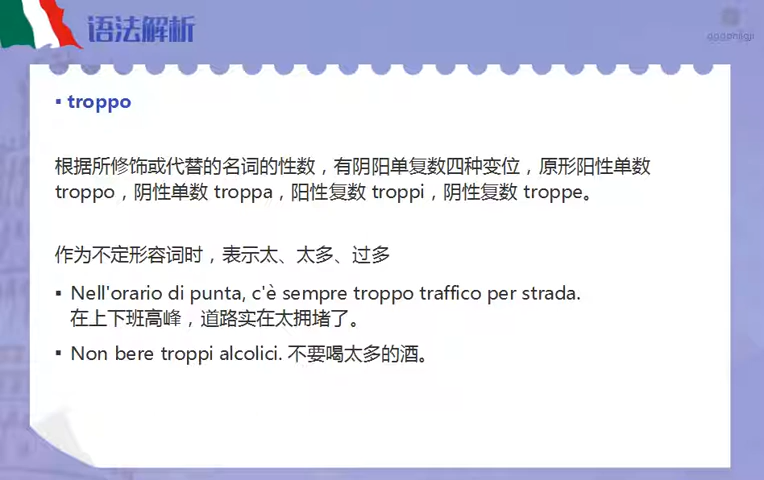 语法解析
▪ troppo
根据所修饰或代替的名词的性数，有阴阳单复数四种变位，原形阳性单数
troppo，阴性单数 troppa，阳性复数 troppi，阴性复数 troppe。
作为不定形容词时，表示太、太多、过多
▪ Nell'orario di punta, c'è sempre troppo traffico per strada.
在上下班高峰，道路实在太拥堵了。
▪ Non bere troppi alcolici. 不要喝太多的酒。